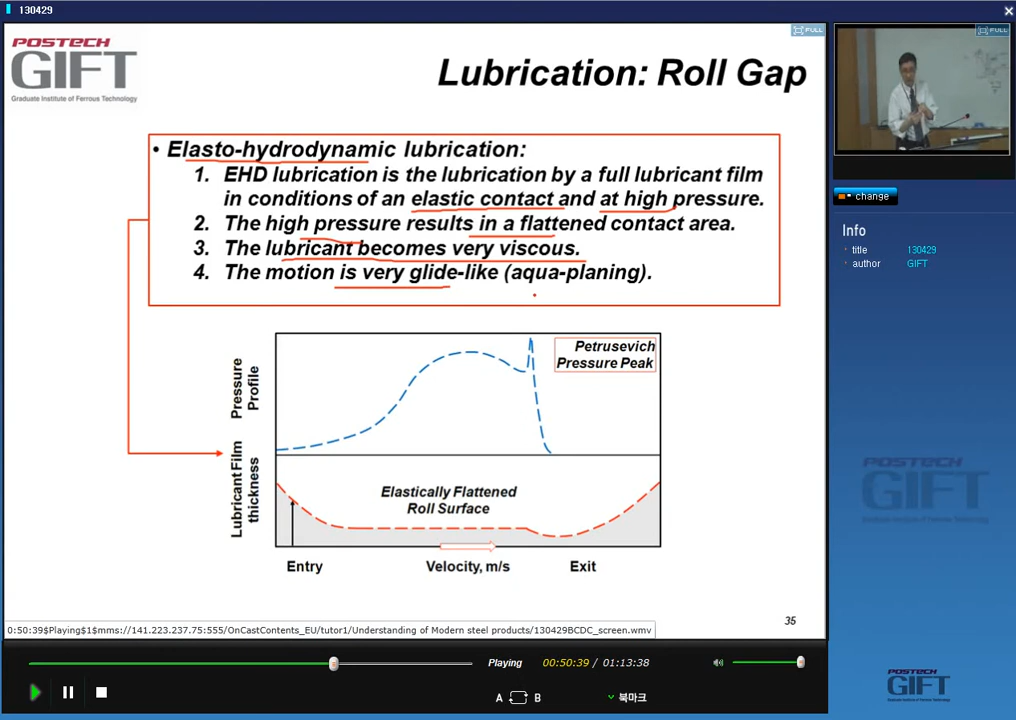 130429
POSTECH
GIFT
Graduate Institute of Ferrous Technology
FULL
Lubrication: Roll Gap
• Elasto-hydrodynamic lubrication:
1. EHD lubrication is the lubrication by a full lubricant film
in conditions of an elastic contact and at high pressure.
2. The high pressure results in a flattened contact area.
3. The lubricant becomes very viscous.
4. The motion is very glide-like (aqua-planing).
Pressure
Profile
Petrusevich
Pressure Peak
Lubricant Film
thickness
Elastically Flattened
Roll Surface
Entry
Velocity, m/s
Exit
35
0:50:39$Playing$1$mms://141.223.237.75:555/OnCastContents_EU/tutor1/Understanding of Modern steel products/130429BCDC_screen.wmv
FULL
change
Info
title 130429
author GIFT
POSTECH
GIFT
Playing 00:50:39 / 01:13:38
A B 북마크
POSTECH
GIFT